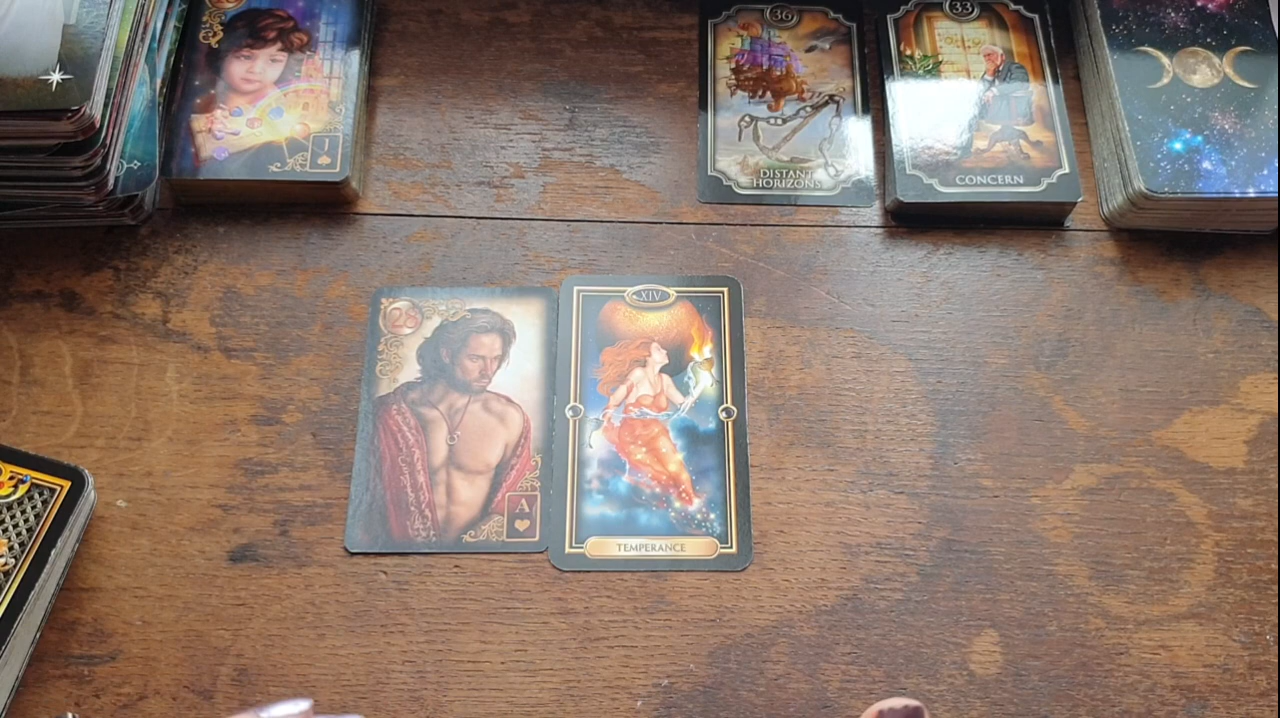 J
36
DISTANT
HORIZONS
33
CONCERN
28
A
XIV
TEMPERANCE